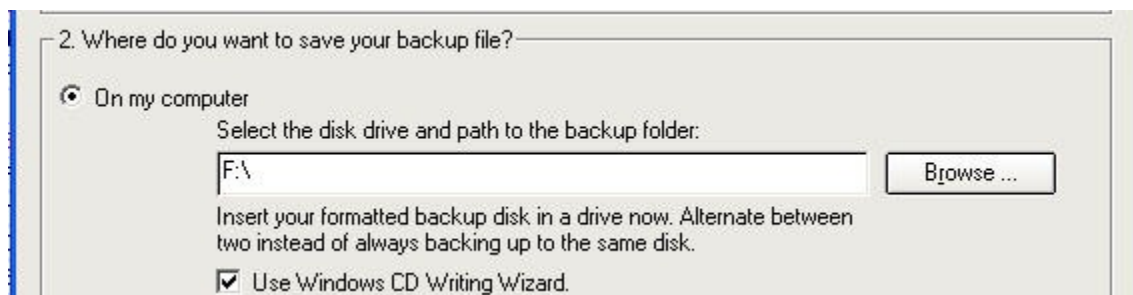 2. Where do you want to save your backup file?
On my computer
Select the disk drive and path to the backup folder:
F:\
Browse ...
Insert your formatted backup disk in a drive now. Alternate between
two instead of always backing up to the same disk.
Use Windows CD Writing Wizard.